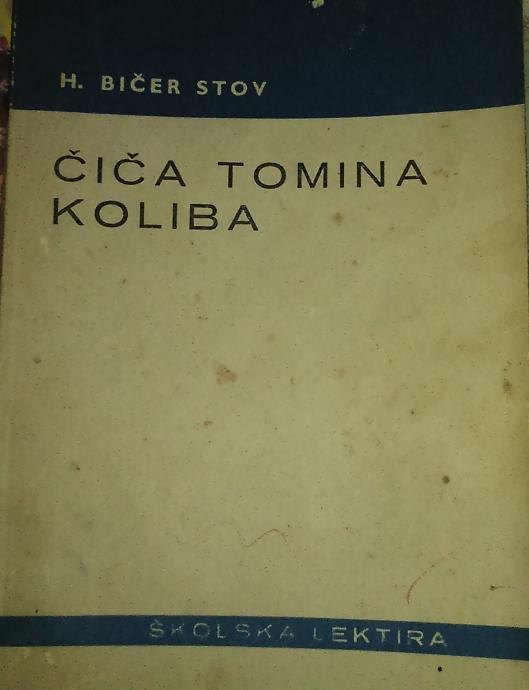 H. BIČER STOV
ČIČA TOMINA
KOLIBA
ŠKOLSKA LEKTIRA